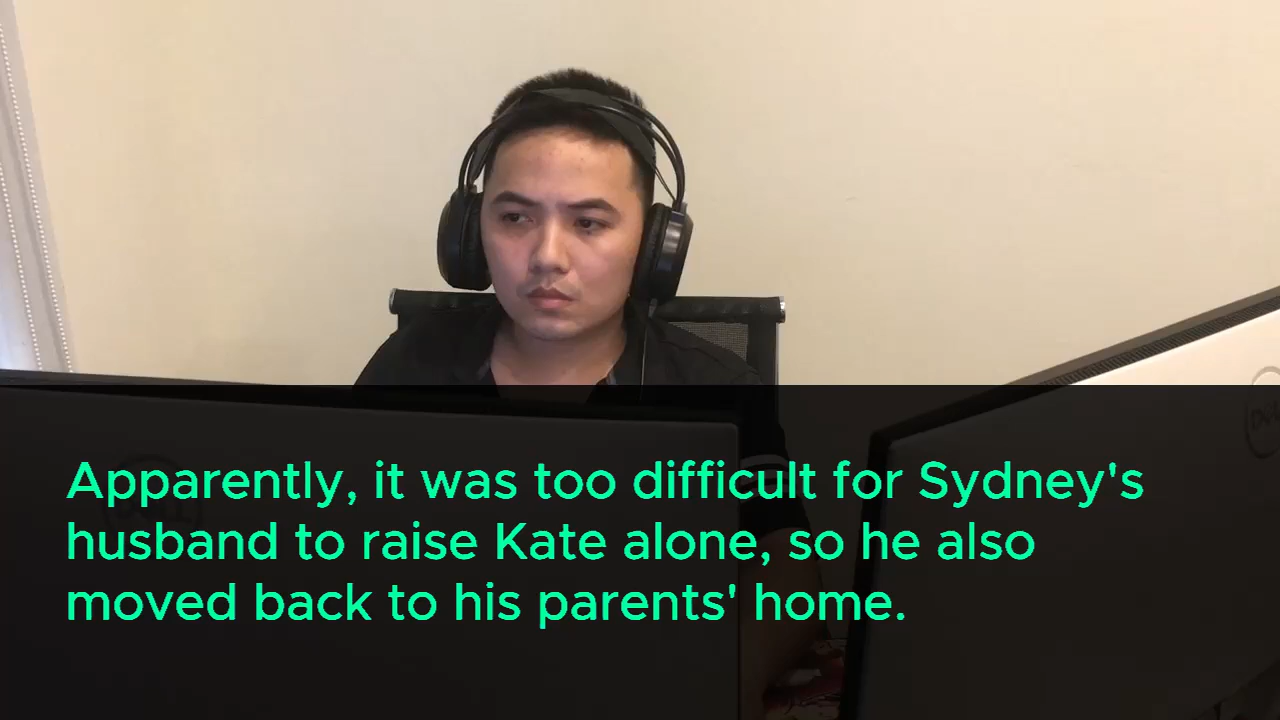 Apparently, it was too difficult for Sydney's
husband to raise Kate alone, so he also
moved back to his parents' home.